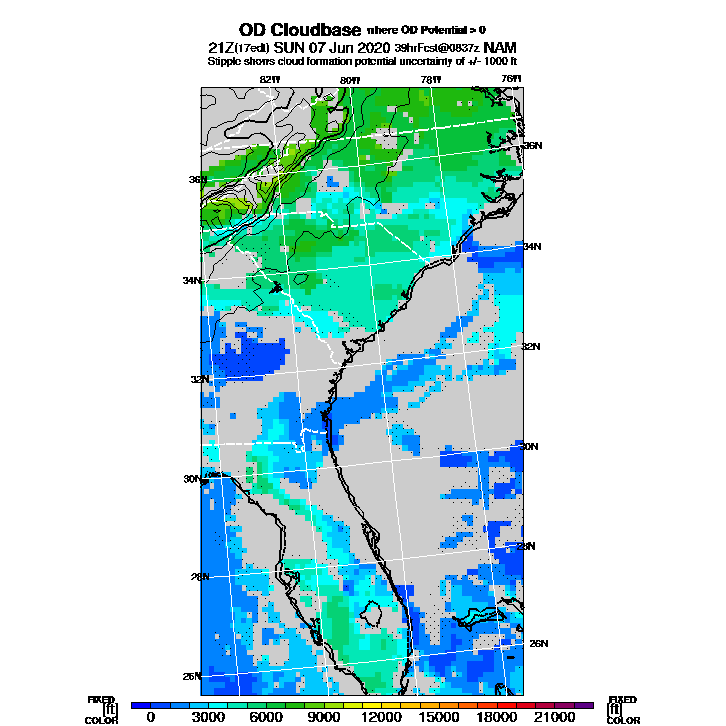 OD Cloudbase where OD Potential > 0
21Z(17edt) SUN 07 Jun 2020 39hrFcst@0837z NAM
Stipple shows cloud formation potential uncertainty of +/- 1000 ft
82W 80W 78W 76W
36N
36N
34N
34N
32N
32N
30N
30N
28N
28N
26N
26N
FIXED FIXED
[ft] [ft]
COLOR 0 3000 6000 9000 12000 15000 18000 21000 COLOR